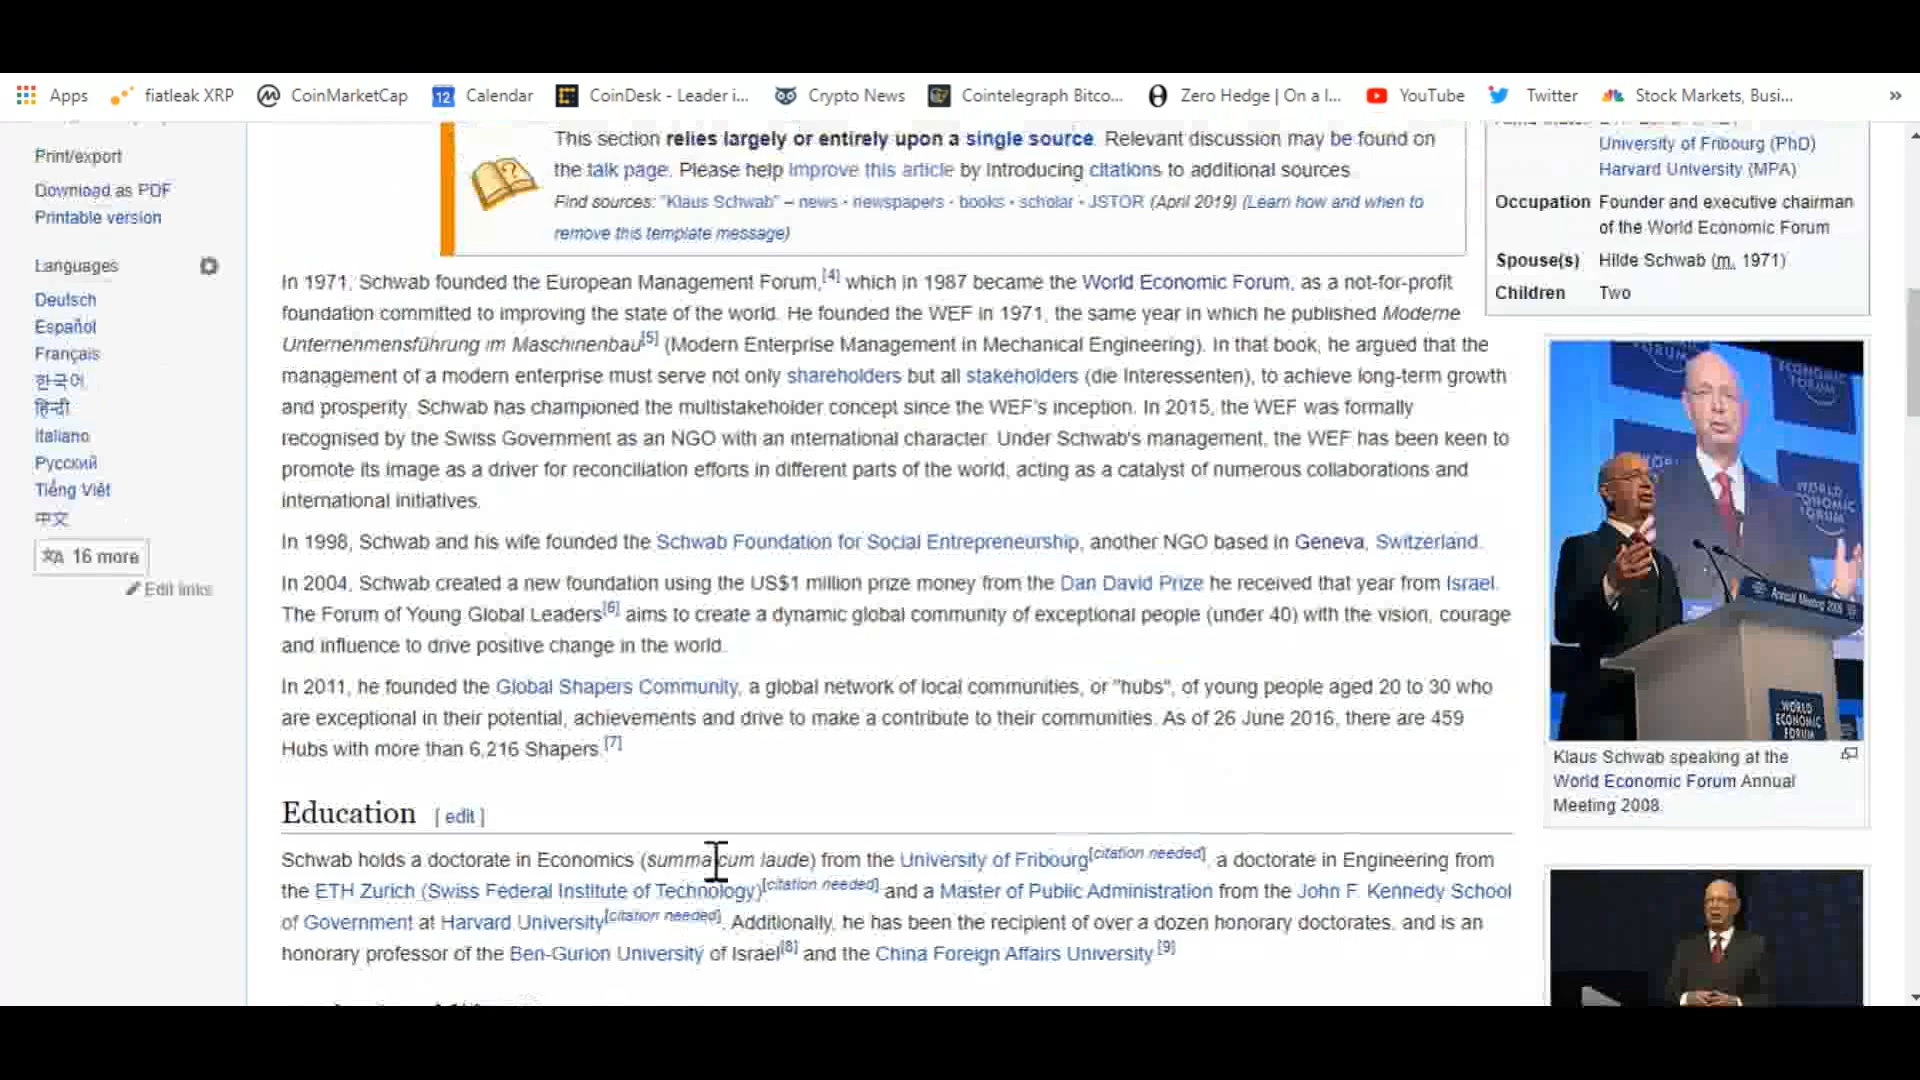 Apps fiatleak XRP CoinMarketCap 12 Calendar CoinDesk - Leader i... Crypto News Cointelegraph Bitco... Zero Hedge | On a l... YouTube Twitter Stock Markets, Busi... »
Print/export
Download as PDF
Printable version
Languages
Deutsch
Español
Français
한국어
हिन्दी
Italiano
Русский
Tiếng Việt
中文
16 more
Edit links
This section relies largely or entirely upon a single source. Relevant discussion may be found on
the talk page. Please help improve this article by introducing citations to additional sources.
Find sources: "Klaus Schwab" – news · newspapers · books · scholar · JSTOR (April 2019) (Learn how and when to
remove this template message)
In 1971, Schwab founded the European Management Forum,[4] which in 1987 became the World Economic Forum, as a not-for-profit
foundation committed to improving the state of the world. He founded the WEF in 1971, the same year in which he published Moderne
Unternehmensführung im Maschinenbau[5] (Modern Enterprise Management in Mechanical Engineering). In that book, he argued that the
management of a modern enterprise must serve not only shareholders but all stakeholders (die Interessenten), to achieve long-term growth
and prosperity. Schwab has championed the multistakeholder concept since the WEF's inception. In 2015, the WEF was formally
recognised by the Swiss Government as an NGO with an international character. Under Schwab's management, the WEF has been keen to
promote its image as a driver for reconciliation efforts in different parts of the world, acting as a catalyst of numerous collaborations and
international initiatives.
In 1998, Schwab and his wife founded the Schwab Foundation for Social Entrepreneurship, another NGO based in Geneva, Switzerland.
In 2004, Schwab created a new foundation using the US$1 million prize money from the Dan David Prize he received that year from Israel.
The Forum of Young Global Leaders[6] aims to create a dynamic global community of exceptional people (under 40) with the vision, courage
and influence to drive positive change in the world.
In 2011, he founded the Global Shapers Community, a global network of local communities, or "hubs", of young people aged 20 to 30 who
are exceptional in their potential, achievements and drive to make a contribute to their communities. As of 26 June 2016, there are 459
Hubs with more than 6,216 Shapers.[7]
Education [ edit ]
Schwab holds a doctorate in Economics (summa cum laude) from the University of Fribourg[citation needed], a doctorate in Engineering from
the ETH Zurich (Swiss Federal Institute of Technology)[citation needed] and a Master of Public Administration from the John F. Kennedy School
of Government at Harvard University[citation needed]. Additionally, he has been the recipient of over a dozen honorary doctorates, and is an
honorary professor of the Ben-Gurion University of Israel[8] and the China Foreign Affairs University.[9]
University of Fribourg (PhD)
Harvard University (MPA)
Occupation Founder and executive chairman
of the World Economic Forum
Spouse(s) Hilde Schwab (m. 1971)
Children Two
ECONOMIC
FORUM
WORLD
ECONOMIC
FORUM
Annual Meeting 2008
WORLD
ECONOMIC
FORUM
Klaus Schwab speaking at the
World Economic Forum Annual
Meeting 2008.